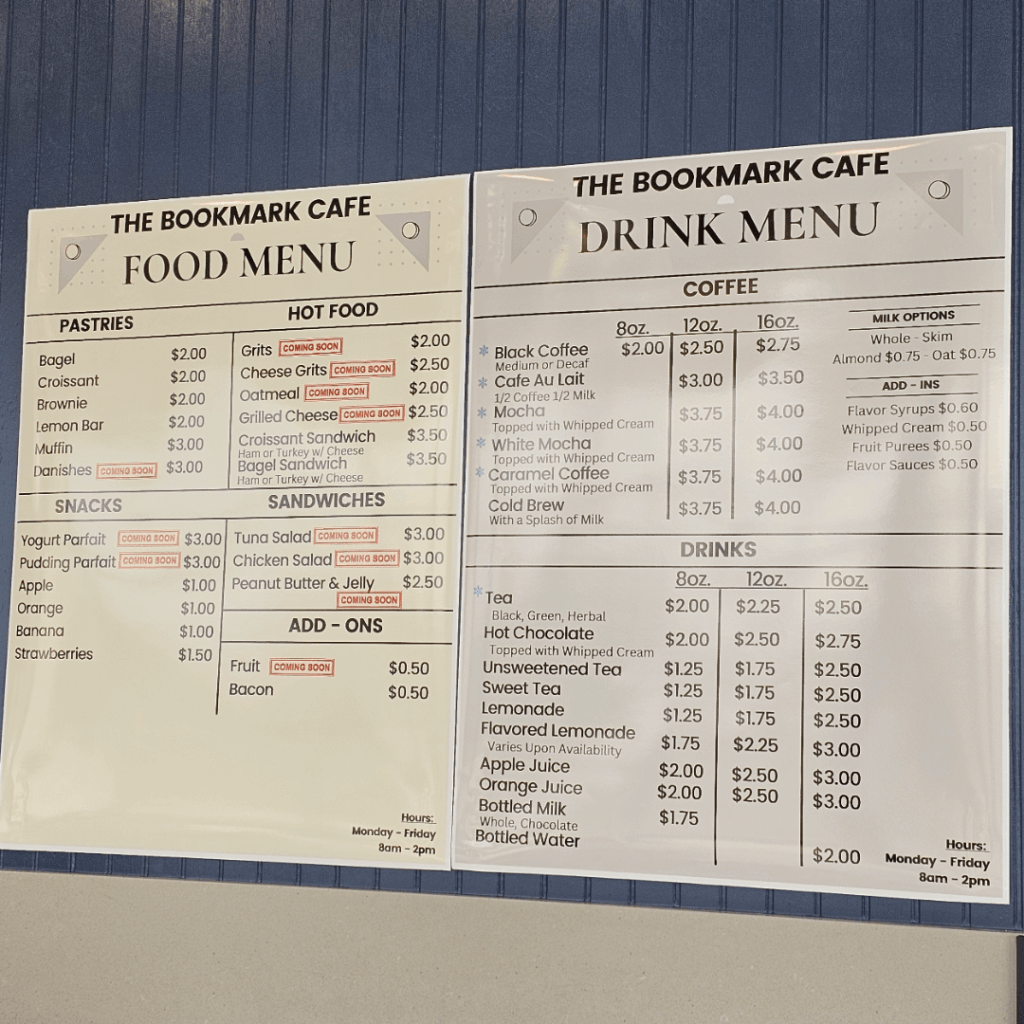 THE BOOKMARK CAFE
FOOD MENU
PASTRIES
Bagel $2.00
Croissant $2.00
Brownie $2.00
Lemon Bar $2.00
Muffin $3.00
Danishes COMING SOON $3.00
HOT FOOD
Grits COMING SOON $2.00
Cheese Grits COMING SOON $2.50
Oatmeal COMING SOON $2.00
Grilled Cheese COMING SOON $2.50
Croissant Sandwich $3.50
Ham or Turkey w/ Cheese
Bagel Sandwich $3.50
Ham or Turkey w/ Cheese
SNACKS
Yogurt Parfait COMING SOON $3.00
Pudding Parfait COMING SOON $3.00
Apple $1.00
Orange $1.00
Banana $1.00
Strawberries $1.50
SANDWICHES
Tuna Salad COMING SOON $3.00
Chicken Salad COMING SOON $3.00
Peanut Butter & Jelly $2.50
COMING SOON
ADD - ONS
Fruit COMING SOON $0.50
Bacon $0.50
Hours:
Monday - Friday
8am - 2pm
THE BOOKMARK CAFE
DRINK MENU
COFFEE
8oz. 12oz. 16oz.
* Black Coffee $2.00 $2.50 $2.75
Medium or Decaf
* Cafe Au Lait $3.00 $3.50
1/2 Coffee 1/2 Milk
* Mocha $3.75 $4.00
Topped with Whipped Cream
* White Mocha $3.75 $4.00
Topped with Whipped Cream
* Caramel Coffee $3.75 $4.00
Topped with Whipped Cream
Cold Brew $3.75 $4.00
With a Splash of Milk
MILK OPTIONS
Whole - Skim
Almond $0.75 - Oat $0.75
ADD - INS
Flavor Syrups $0.60
Whipped Cream $0.50
Fruit Purees $0.50
Flavor Sauces $0.50
DRINKS
8oz. 12oz. 16oz.
* Tea $2.00 $2.25 $2.50
Black, Green, Herbal
Hot Chocolate $2.00 $2.50 $2.75
Topped with Whipped Cream
Unsweetened Tea $1.25 $1.75 $2.50
Sweet Tea $1.25 $1.75 $2.50
Lemonade $1.25 $1.75 $2.50
Flavored Lemonade $1.75 $2.25 $3.00
Varies Upon Availability
Apple Juice $2.00 $2.50 $3.00
Orange Juice $2.00 $2.50 $3.00
Bottled Milk $1.75
Whole, Chocolate
Bottled Water $2.00
Hours:
Monday - Friday
8am - 2pm